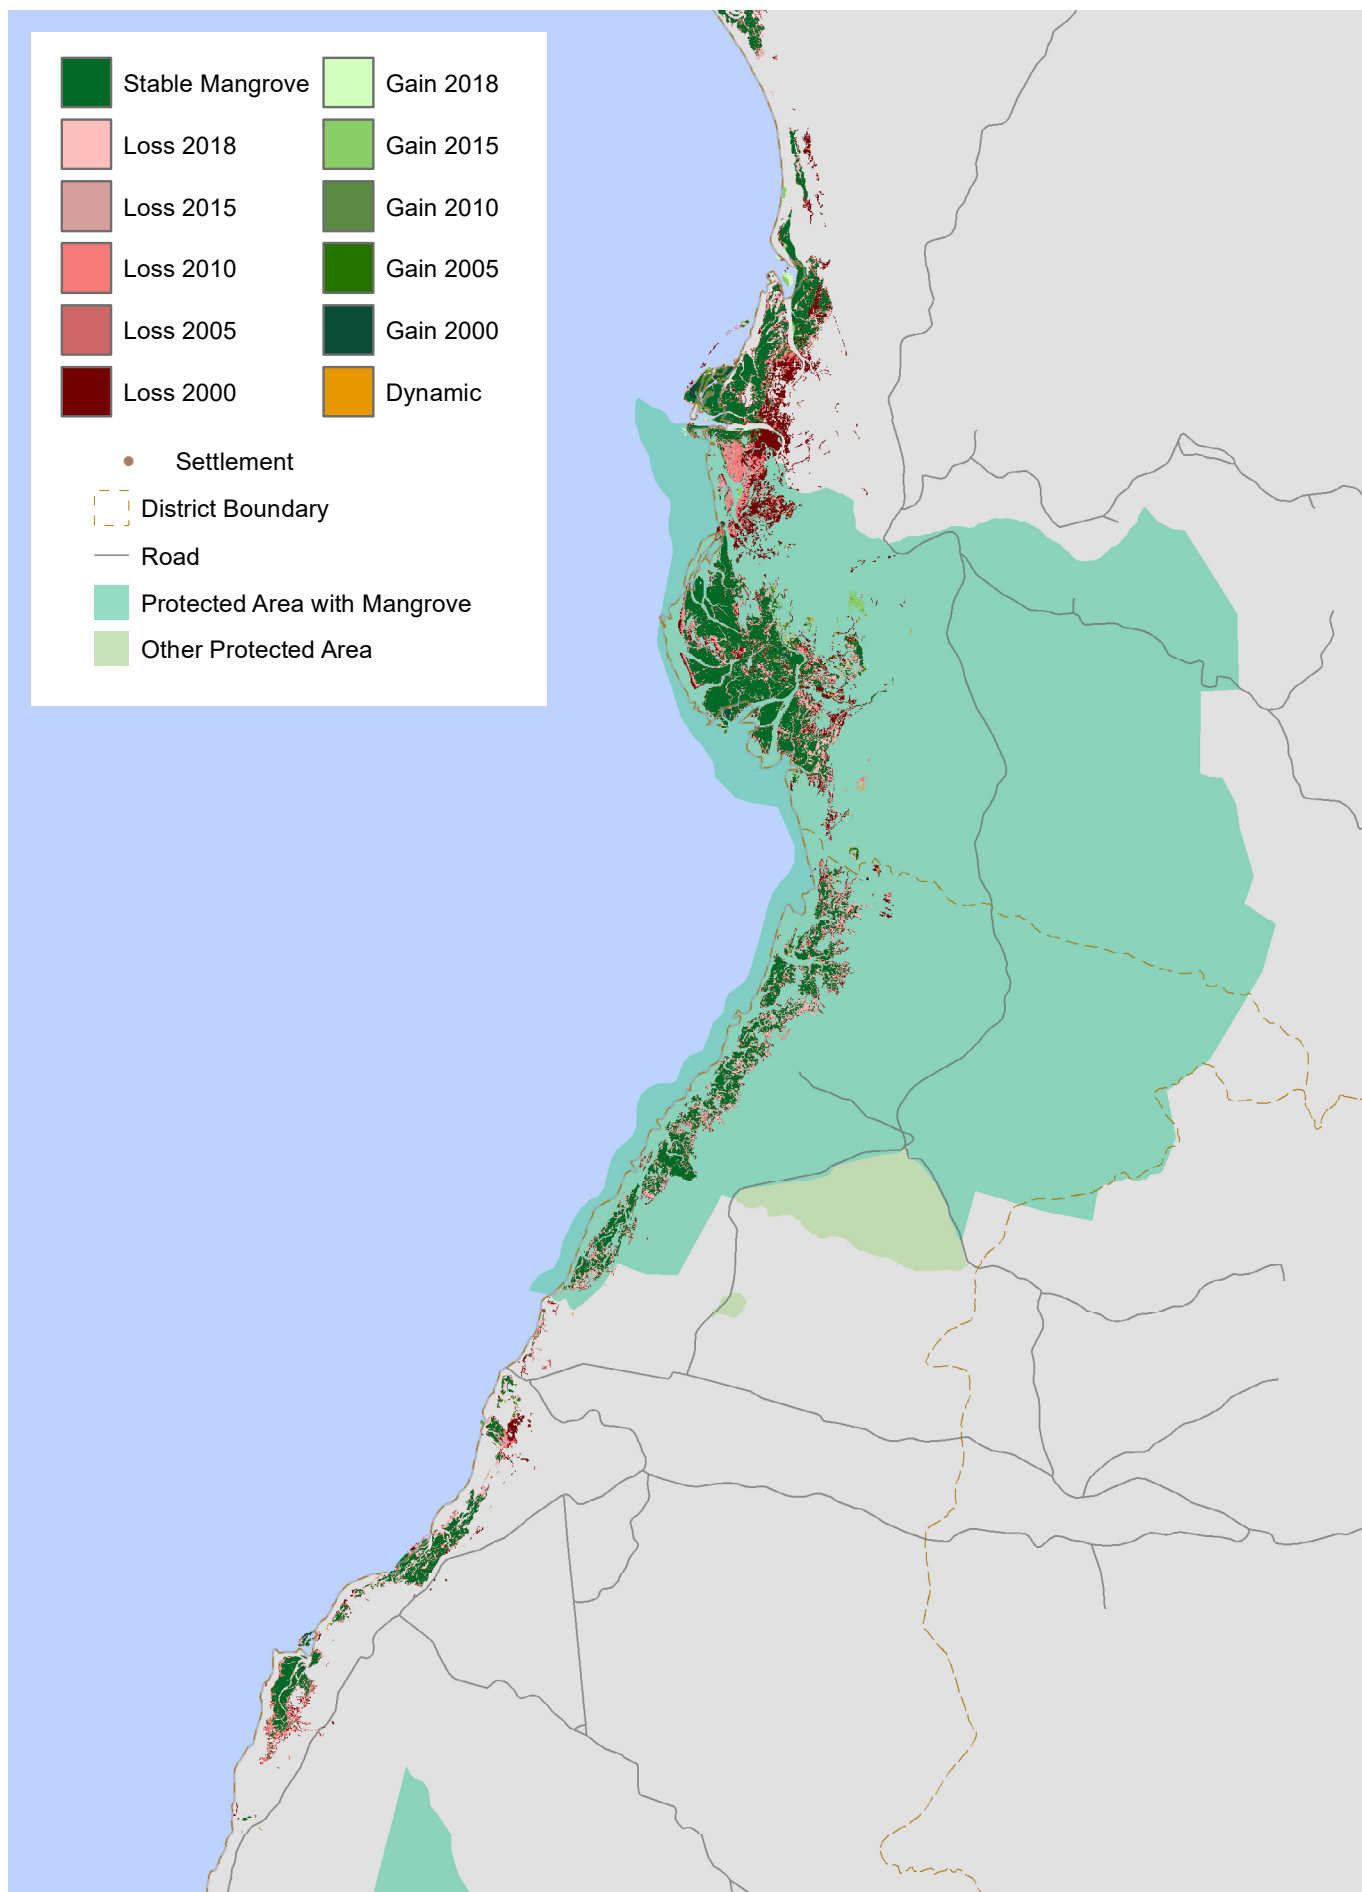 Stable Mangrove
Loss 2018
Loss 2015
Loss 2010
Loss 2005
Loss 2000
Gain 2018
Gain 2015
Gain 2010
Gain 2005
Gain 2000
Dynamic
Settlement
District Boundary
Road
Protected Area with Mangrove
Other Protected Area